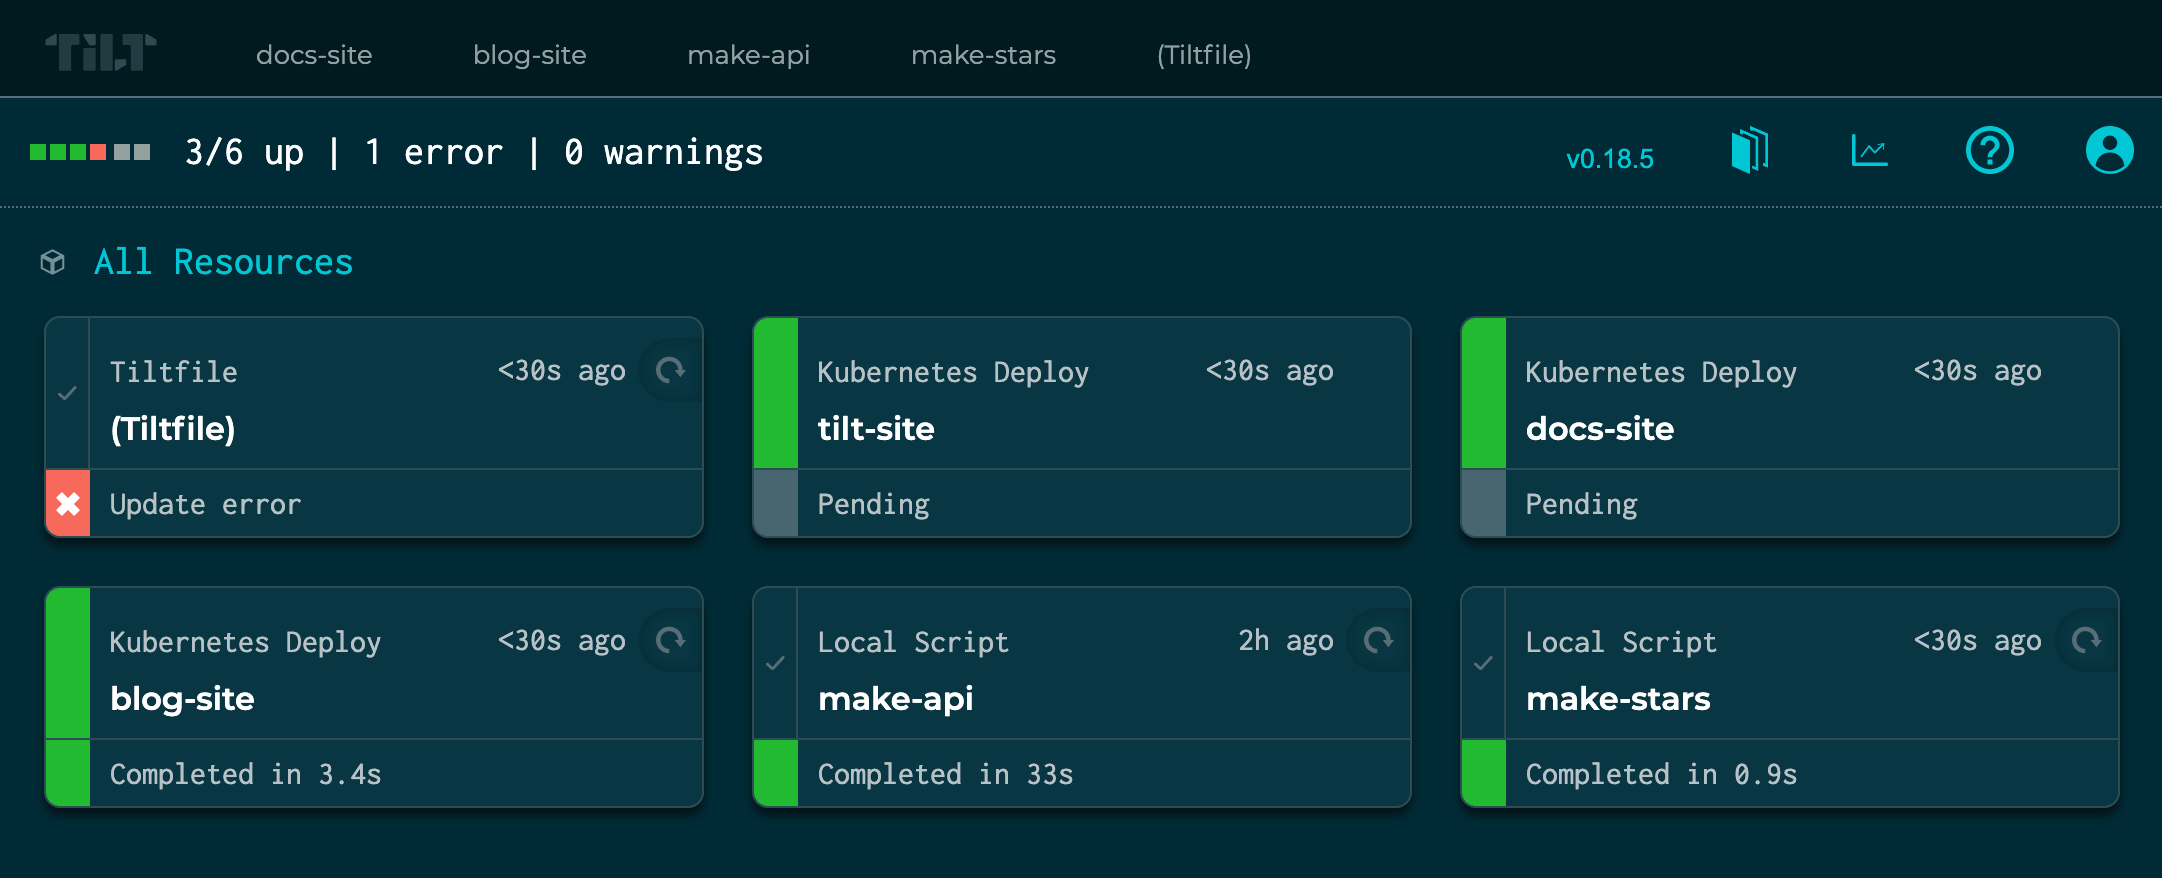 TILT docs-site blog-site make-api make-stars (Tiltfile)
3/6 up | 1 error | 0 warnings v0.18.5
All Resources
Tiltfile <30s ago
(Tiltfile)
Update error
Kubernetes Deploy <30s ago
tilt-site
Pending
Kubernetes Deploy <30s ago
docs-site
Pending
Kubernetes Deploy <30s ago
blog-site
Completed in 3.4s
Local Script 2h ago
make-api
Completed in 33s
Local Script <30s ago
make-stars
Completed in 0.9s